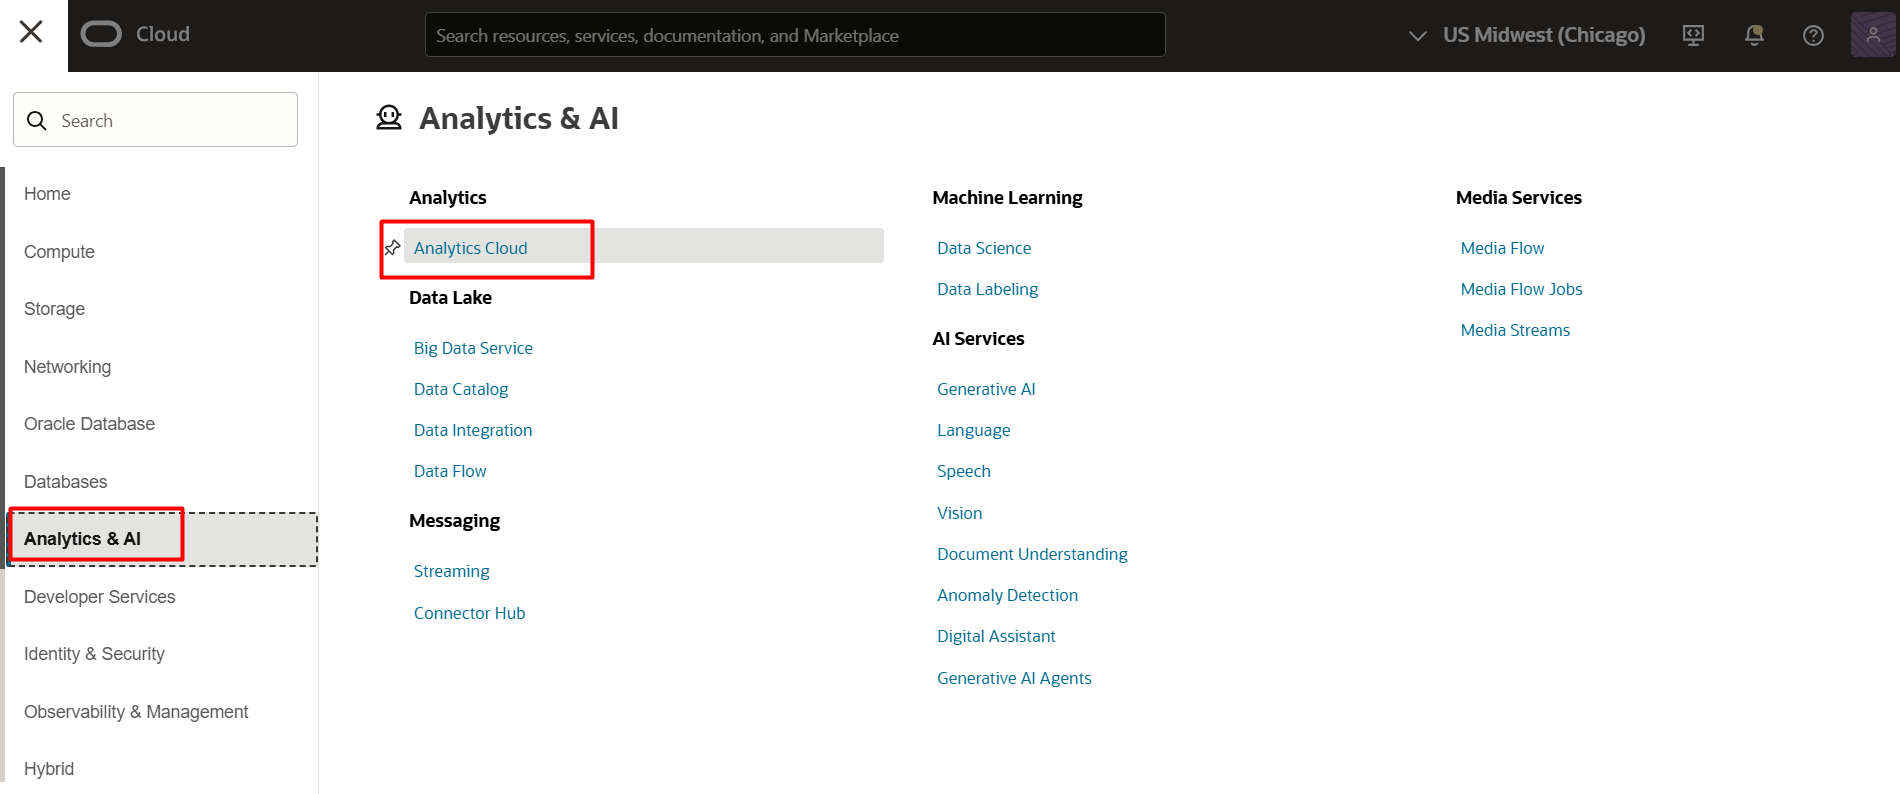 Cloud
Search resources, services, documentation, and Marketplace
US Midwest (Chicago)
Search
Home
Compute
Storage
Networking
Oracle Database
Databases
Analytics & AI
Developer Services
Identity & Security
Observability & Management
Hybrid
Analytics & AI
Analytics
Analytics Cloud
Data Lake
Big Data Service
Data Catalog
Data Integration
Data Flow
Messaging
Streaming
Connector Hub
Machine Learning
Data Science
Data Labeling
AI Services
Generative AI
Language
Speech
Vision
Document Understanding
Anomaly Detection
Digital Assistant
Generative AI Agents
Media Services
Media Flow
Media Flow Jobs
Media Streams